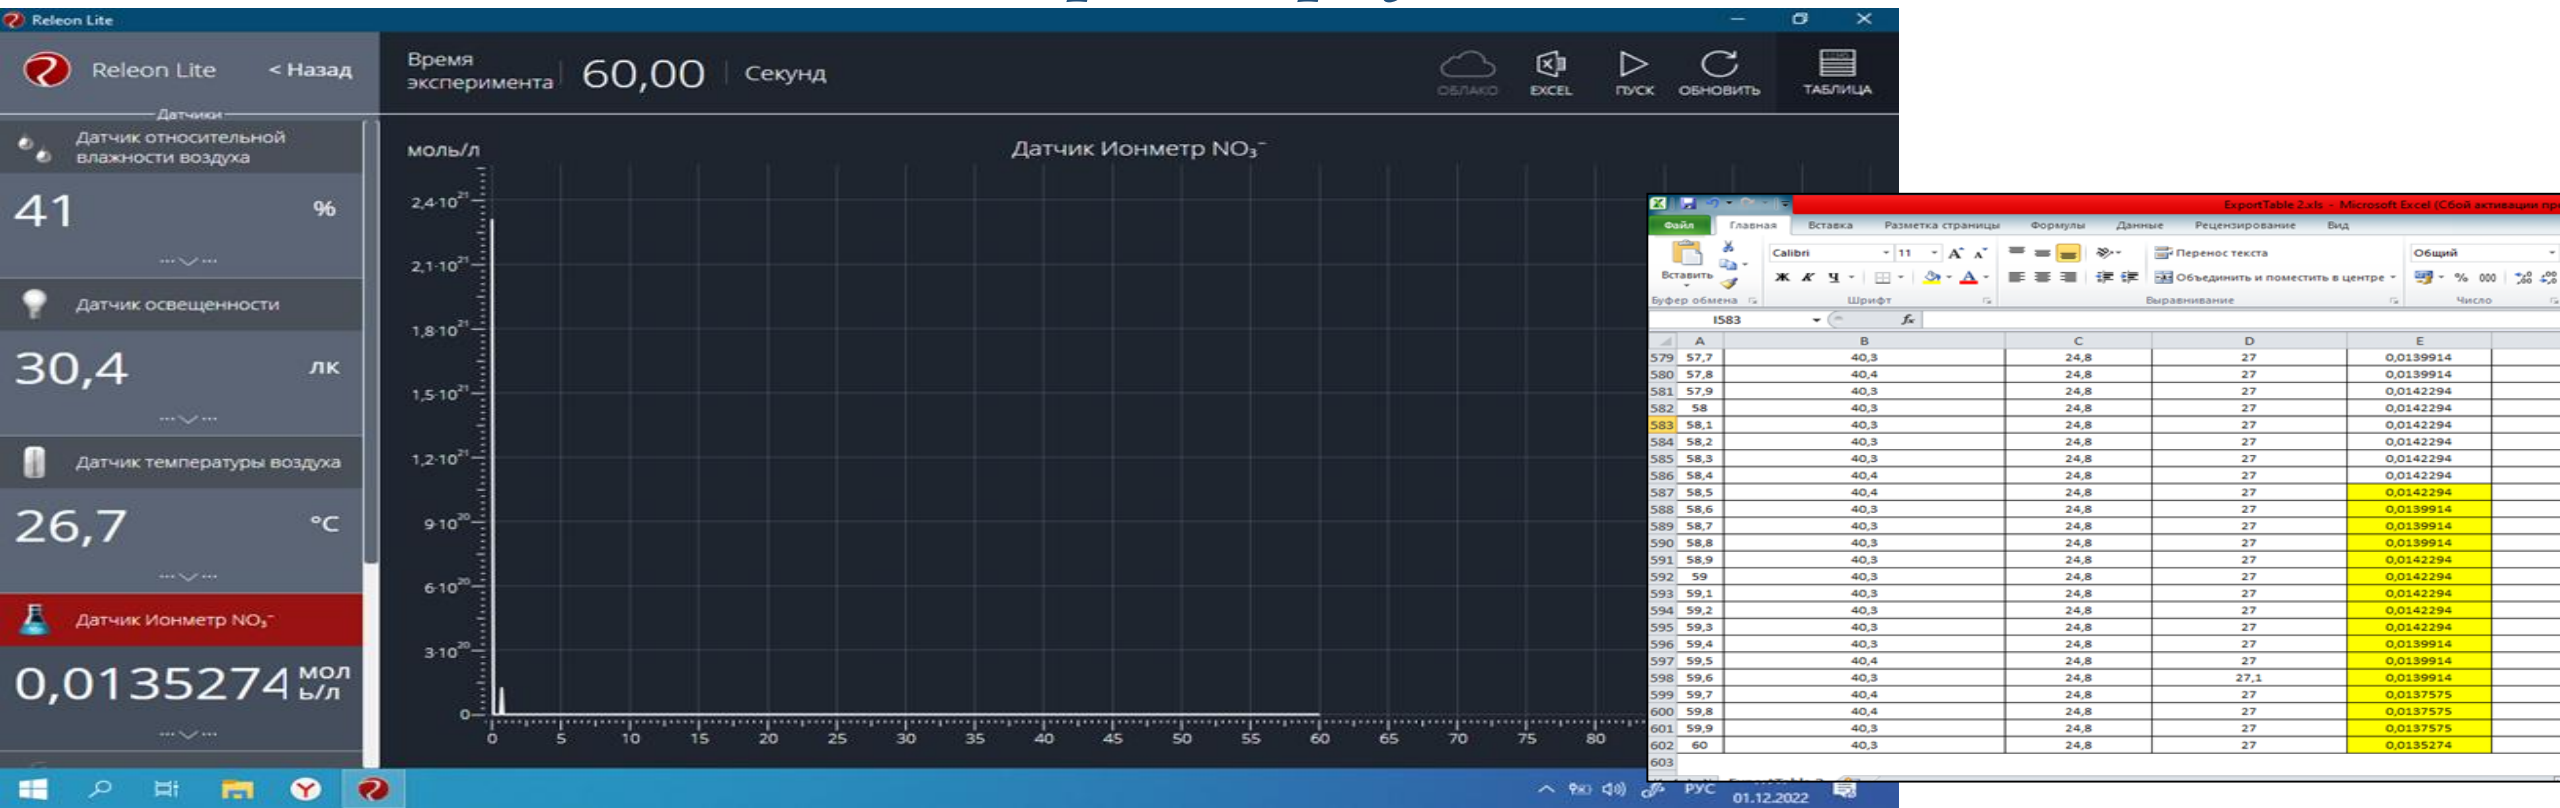 Releon Lite
Releon Lite < Назад
Датчики
Датчик относительной
влажности воздуха
41 %
Датчик освещенности
30,4 лк
Датчик температуры воздуха
26,7 °C
Датчик Ионметр NO₃⁻
0,0135274 мол
ь/л
Время
эксперимента 60,00 Секунд
ОБЛАКО EXCEL ПУСК ОБНОВИТЬ ТАБЛИЦА
моль/л Датчик Ионметр NO₃⁻
2,4·10²¹
2,1·10²¹
1,8·10²¹
1,5·10²¹
1,2·10²¹
9·10²⁰
6·10²⁰
3·10²⁰
0
0 5 10 15 20 25 30 35 40 45 50 55 60 65 70 75 80
РУС
01.12.2022
ExportTable 2.xls - Microsoft Excel (Сбой активации
Файл Главная Вставка Разметка страницы Формулы Данные Рецензирование Вид
Вставить Calibri 11 Перенос текста Общий
Ж К Ч Объединить и поместить в центре % 000
Буфер обмена Шрифт Выравнивание Число
I583 fx
A B C D E
579 57,7 40,3 24,8 27 0,0139914
580 57,8 40,4 24,8 27 0,0139914
581 57,9 40,3 24,8 27 0,0142294
582 58 40,3 24,8 27 0,0142294
583 58,1 40,3 24,8 27 0,0142294
584 58,2 40,3 24,8 27 0,0142294
585 58,3 40,3 24,8 27 0,0142294
586 58,4 40,4 24,8 27 0,0142294
587 58,5 40,4 24,8 27 0,0142294
588 58,6 40,3 24,8 27 0,0139914
589 58,7 40,3 24,8 27 0,0139914
590 58,8 40,3 24,8 27 0,0139914
591 58,9 40,3 24,8 27 0,0142294
592 59 40,3 24,8 27 0,0142294
593 59,1 40,3 24,8 27 0,0142294
594 59,2 40,3 24,8 27 0,0142294
595 59,3 40,3 24,8 27 0,0142294
596 59,4 40,3 24,8 27 0,0139914
597 59,5 40,4 24,8 27 0,0139914
598 59,6 40,3 24,8 27,1 0,0139914
599 59,7 40,4 24,8 27 0,0137575
600 59,8 40,4 24,8 27 0,0137575
601 59,9 40,3 24,8 27 0,0137575
602 60 40,3 24,8 27 0,0135274
603